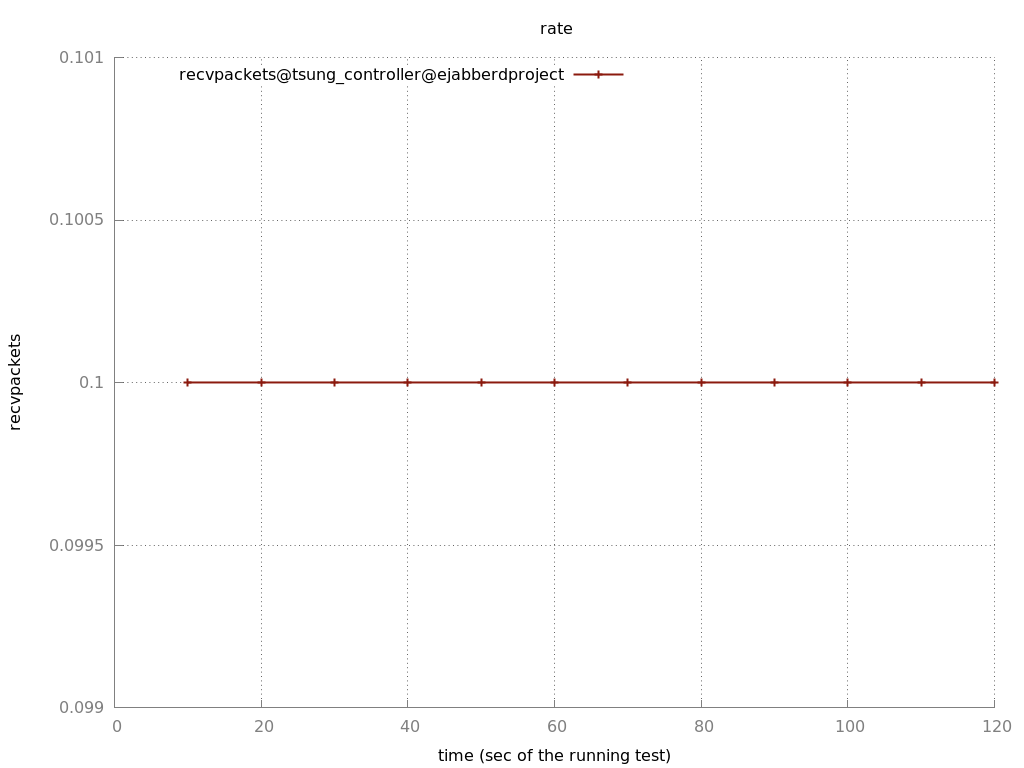 rate
0.101
recvpackets@tsung_controller@ejabberdproject
0.1005
0.1
0.0995
0.099
recvpackets
0 20 40 60 80 100 120
time (sec of the running test)